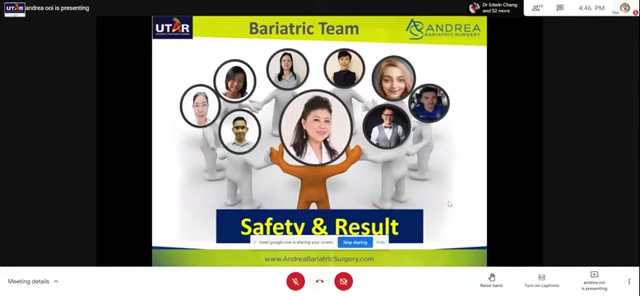 andrea ooi is presenting
Dr Edwin Chang
and 52 more
4:46 PM
You
UTAR
Bariatric Team
ANDREA
BARIATRIC SURGERY
Safety & Result
meet.google.com is sharing your screen.
Stop sharing
Hide
www.AndreaBariatricSurgery.com
Meeting details
Raise hand
Turn on captions
andrea ooi
is presenting